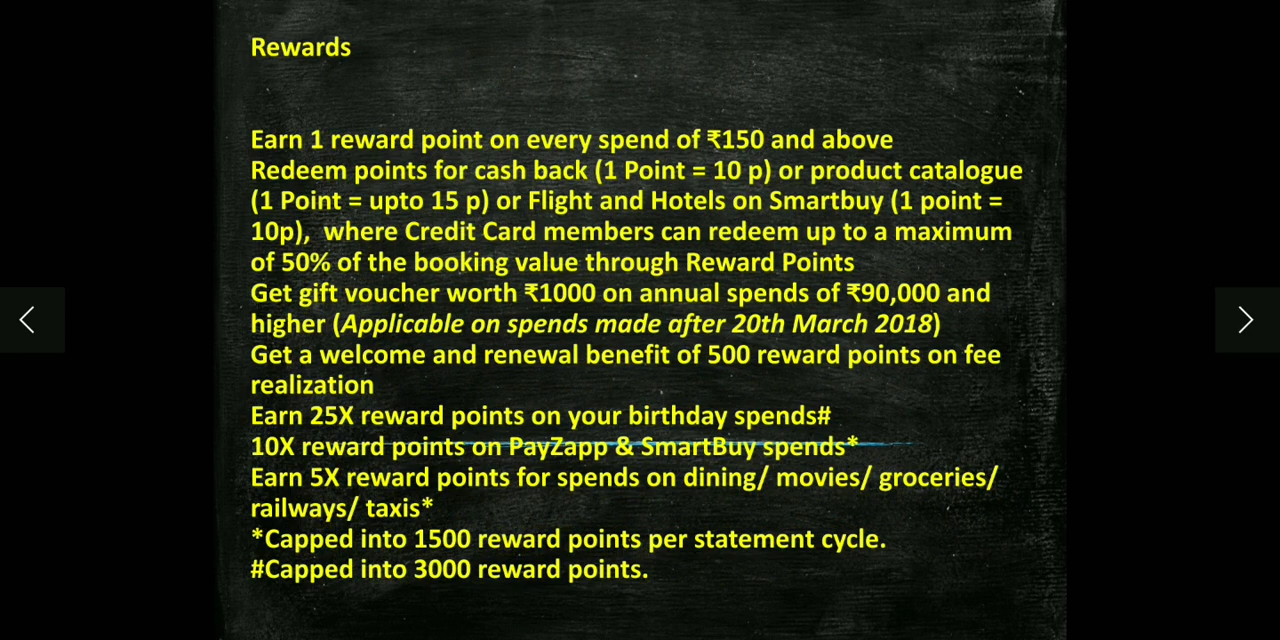 Rewards
Earn 1 reward point on every spend of ₹150 and above
Redeem points for cash back (1 Point = 10 p) or product catalogue
(1 Point = upto 15 p) or Flight and Hotels on Smartbuy (1 point =
10p),  where Credit Card members can redeem up to a maximum
of 50% of the booking value through Reward Points
Get gift voucher worth ₹1000 on annual spends of ₹90,000 and
higher (Applicable on spends made after 20th March 2018)
Get a welcome and renewal benefit of 500 reward points on fee
realization
Earn 25X reward points on your birthday spends#
10X reward points on PayZapp & SmartBuy spends*
Earn 5X reward points for spends on dining/ movies/ groceries/
railways/ taxis*
*Capped into 1500 reward points per statement cycle.
#Capped into 3000 reward points.